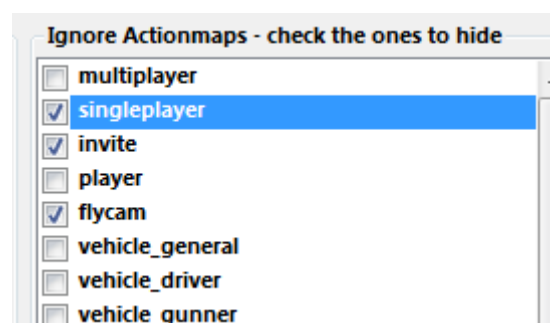 Ignore Actionmaps - check the ones to hide
multiplayer
singleplayer
invite
player
flycam
vehicle_general
vehicle_driver
vehicle_gunner